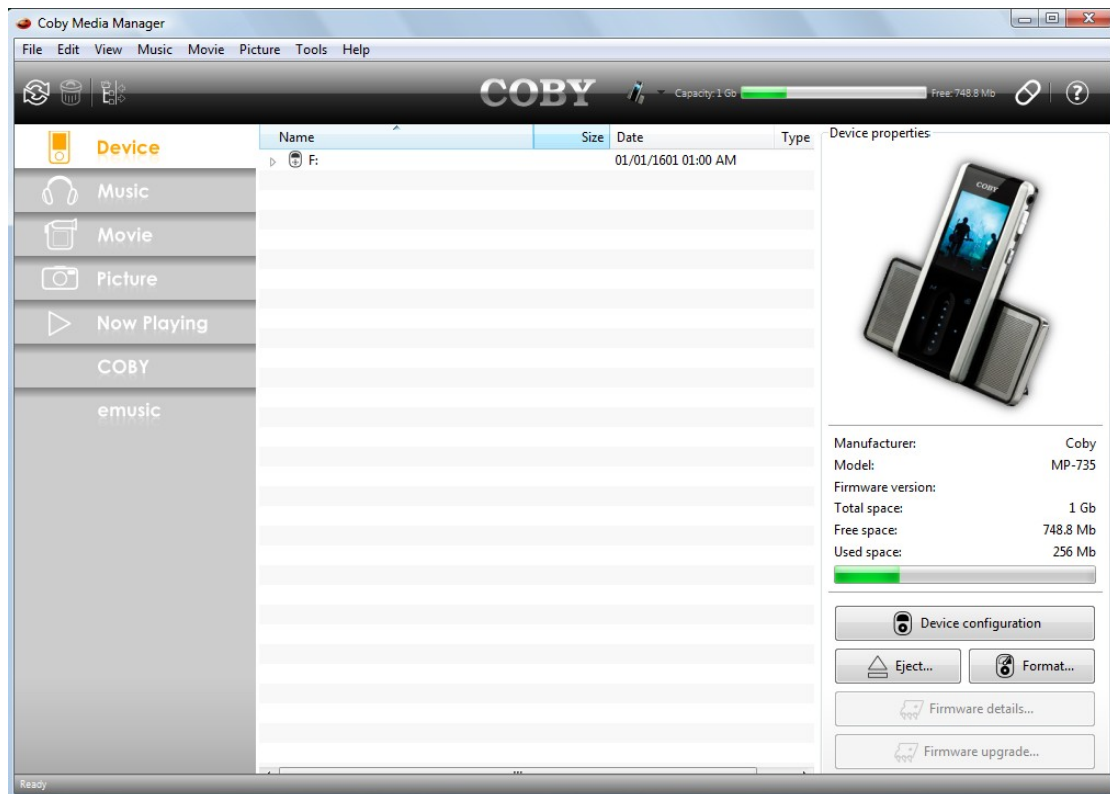 Coby Media Manager
File Edit View Music Movie Picture Tools Help
COBY
Capacity: 1 Gb
Free: 748.8 Mb
?
Device
Music
Movie
Picture
Now Playing
COBY
emusic
Name Size Date Type
F: 01/01/1601 01:00 AM
Device properties
COBY
Manufacturer: Coby
Model: MP-735
Firmware version:
Total space: 1 Gb
Free space: 748.8 Mb
Used space: 256 Mb
Device configuration
Eject... Format...
Firmware details...
Firmware upgrade...
Ready